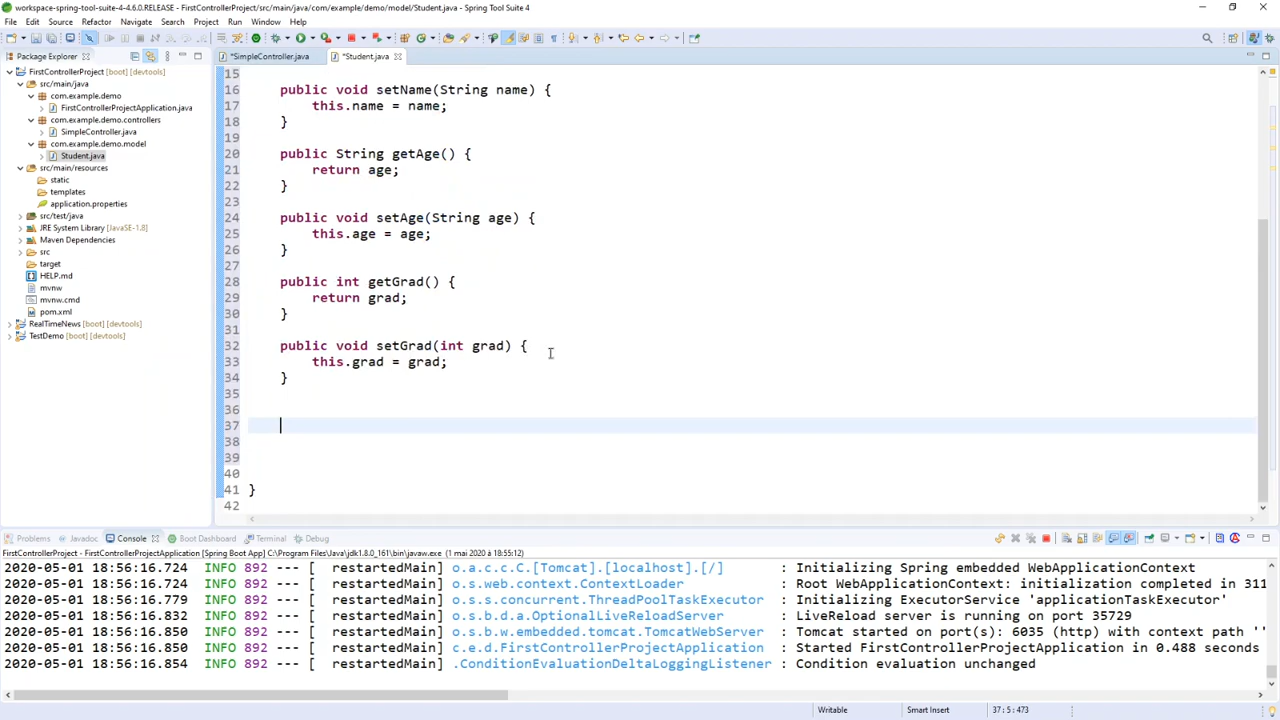 workspace-spring-tool-suite-4-4.6.0.RELEASE - FirstControllerProject/src/main/java/com/example/demo/model/Student.java - Spring Tool Suite 4
File Edit Source Refactor Navigate Search Project Run Window Help
Package Explorer
*SimpleController.java
*Student.java
FirstControllerProject [boot] [devtools]
src/main/java
com.example.demo
FirstControllerProjectApplication.java
com.example.demo.controllers
SimpleController.java
com.example.demo.model
Student.java
src/main/resources
static
templates
application.properties
src/test/java
JRE System Library [JavaSE-1.8]
Maven Dependencies
src
target
HELP.md
mvnw
mvnw.cmd
pom.xml
RealTimeNews [boot] [devtools]
TestDemo [boot] [devtools]
15
16 public void setName(String name) {
17 this.name = name;
18 }
19
20 public String getAge() {
21 return age;
22 }
23
24 public void setAge(String age) {
25 this.age = age;
26 }
27
28 public int getGrad() {
29 return grad;
30 }
31
32 public void setGrad(int grad) {
33 this.grad = grad;
34 }
35
36
37
38
39
40
41 }
42
Problems Javadoc Console Boot Dashboard Terminal Debug
FirstControllerProject - FirstControllerProjectApplication [Spring Boot App] C:\Program Files\Java\jdk1.8.0_161\bin\javaw.exe (1 mai 2020 à 18:55:12)
2020-05-01 18:56:16.724 INFO 892 --- [ restartedMain] o.a.c.c.C.[Tomcat].[localhost].[/] : Initializing Spring embedded WebApplicationContext
2020-05-01 18:56:16.724 INFO 892 --- [ restartedMain] o.s.web.context.ContextLoader : Root WebApplicationContext: initialization completed in 311
2020-05-01 18:56:16.779 INFO 892 --- [ restartedMain] o.s.s.concurrent.ThreadPoolTaskExecutor : Initializing ExecutorService 'applicationTaskExecutor'
2020-05-01 18:56:16.832 INFO 892 --- [ restartedMain] o.s.b.d.a.OptionalLiveReloadServer : LiveReload server is running on port 35729
2020-05-01 18:56:16.850 INFO 892 --- [ restartedMain] o.s.b.w.embedded.tomcat.TomcatWebServer : Tomcat started on port(s): 6035 (http) with context path ''
2020-05-01 18:56:16.850 INFO 892 --- [ restartedMain] c.e.d.FirstControllerProjectApplication : Started FirstControllerProjectApplication in 0.488 seconds
2020-05-01 18:56:16.854 INFO 892 --- [ restartedMain] .ConditionEvaluationDeltaLoggingListener : Condition evaluation unchanged
Writable Smart Insert 37 : 5 : 473